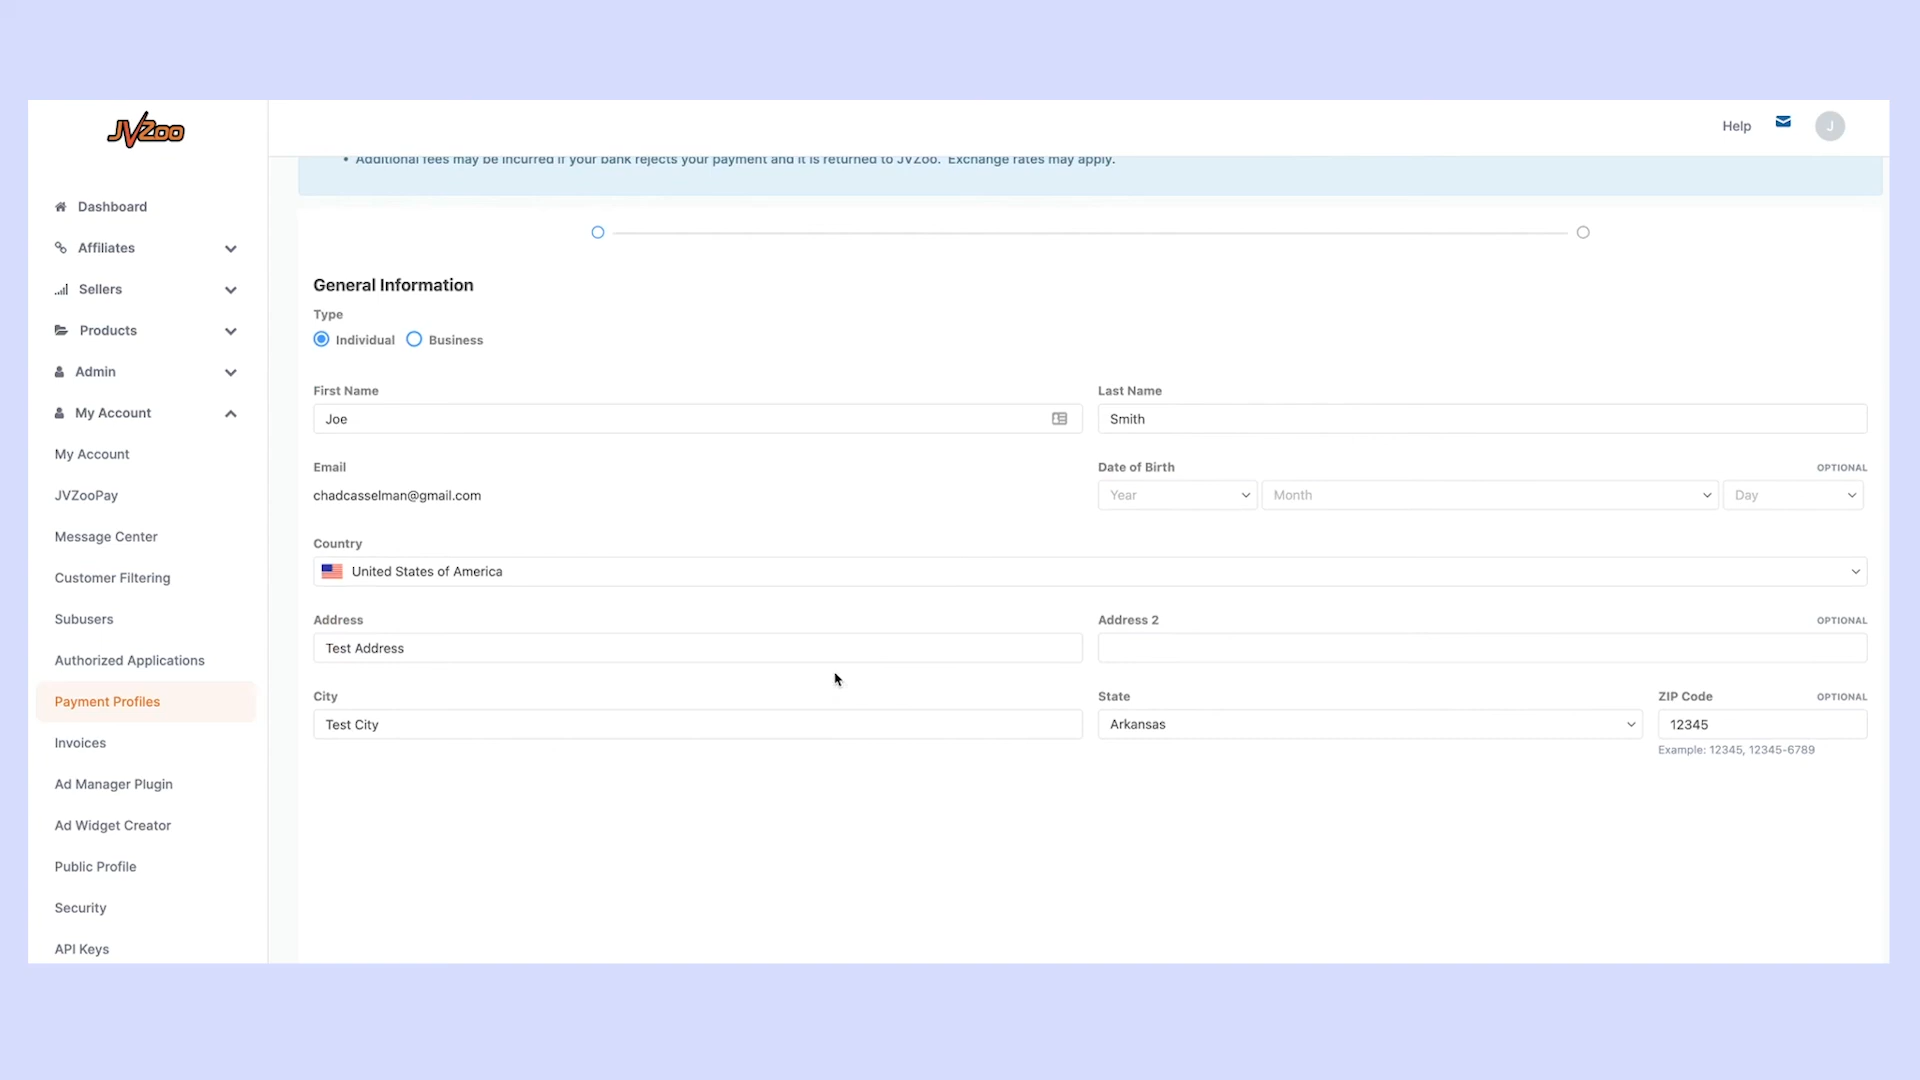 JVZoo
Help
J
• Additional fees may be incurred if your bank rejects your payment and it is returned to JVZoo. Exchange rates may apply.
Dashboard
Affiliates
Sellers
Products
Admin
My Account
My Account
JVZooPay
Message Center
Customer Filtering
Subusers
Authorized Applications
Payment Profiles
Invoices
Ad Manager Plugin
Ad Widget Creator
Public Profile
Security
API Keys
General Information
Type
Individual Business
First Name
Joe
Last Name
Smith
Email
chadcasselman@gmail.com
Date of Birth OPTIONAL
Year Month Day
Country
United States of America
Address
Test Address
Address 2 OPTIONAL
City
Test City
State
Arkansas
ZIP Code OPTIONAL
12345
Example: 12345, 12345-6789